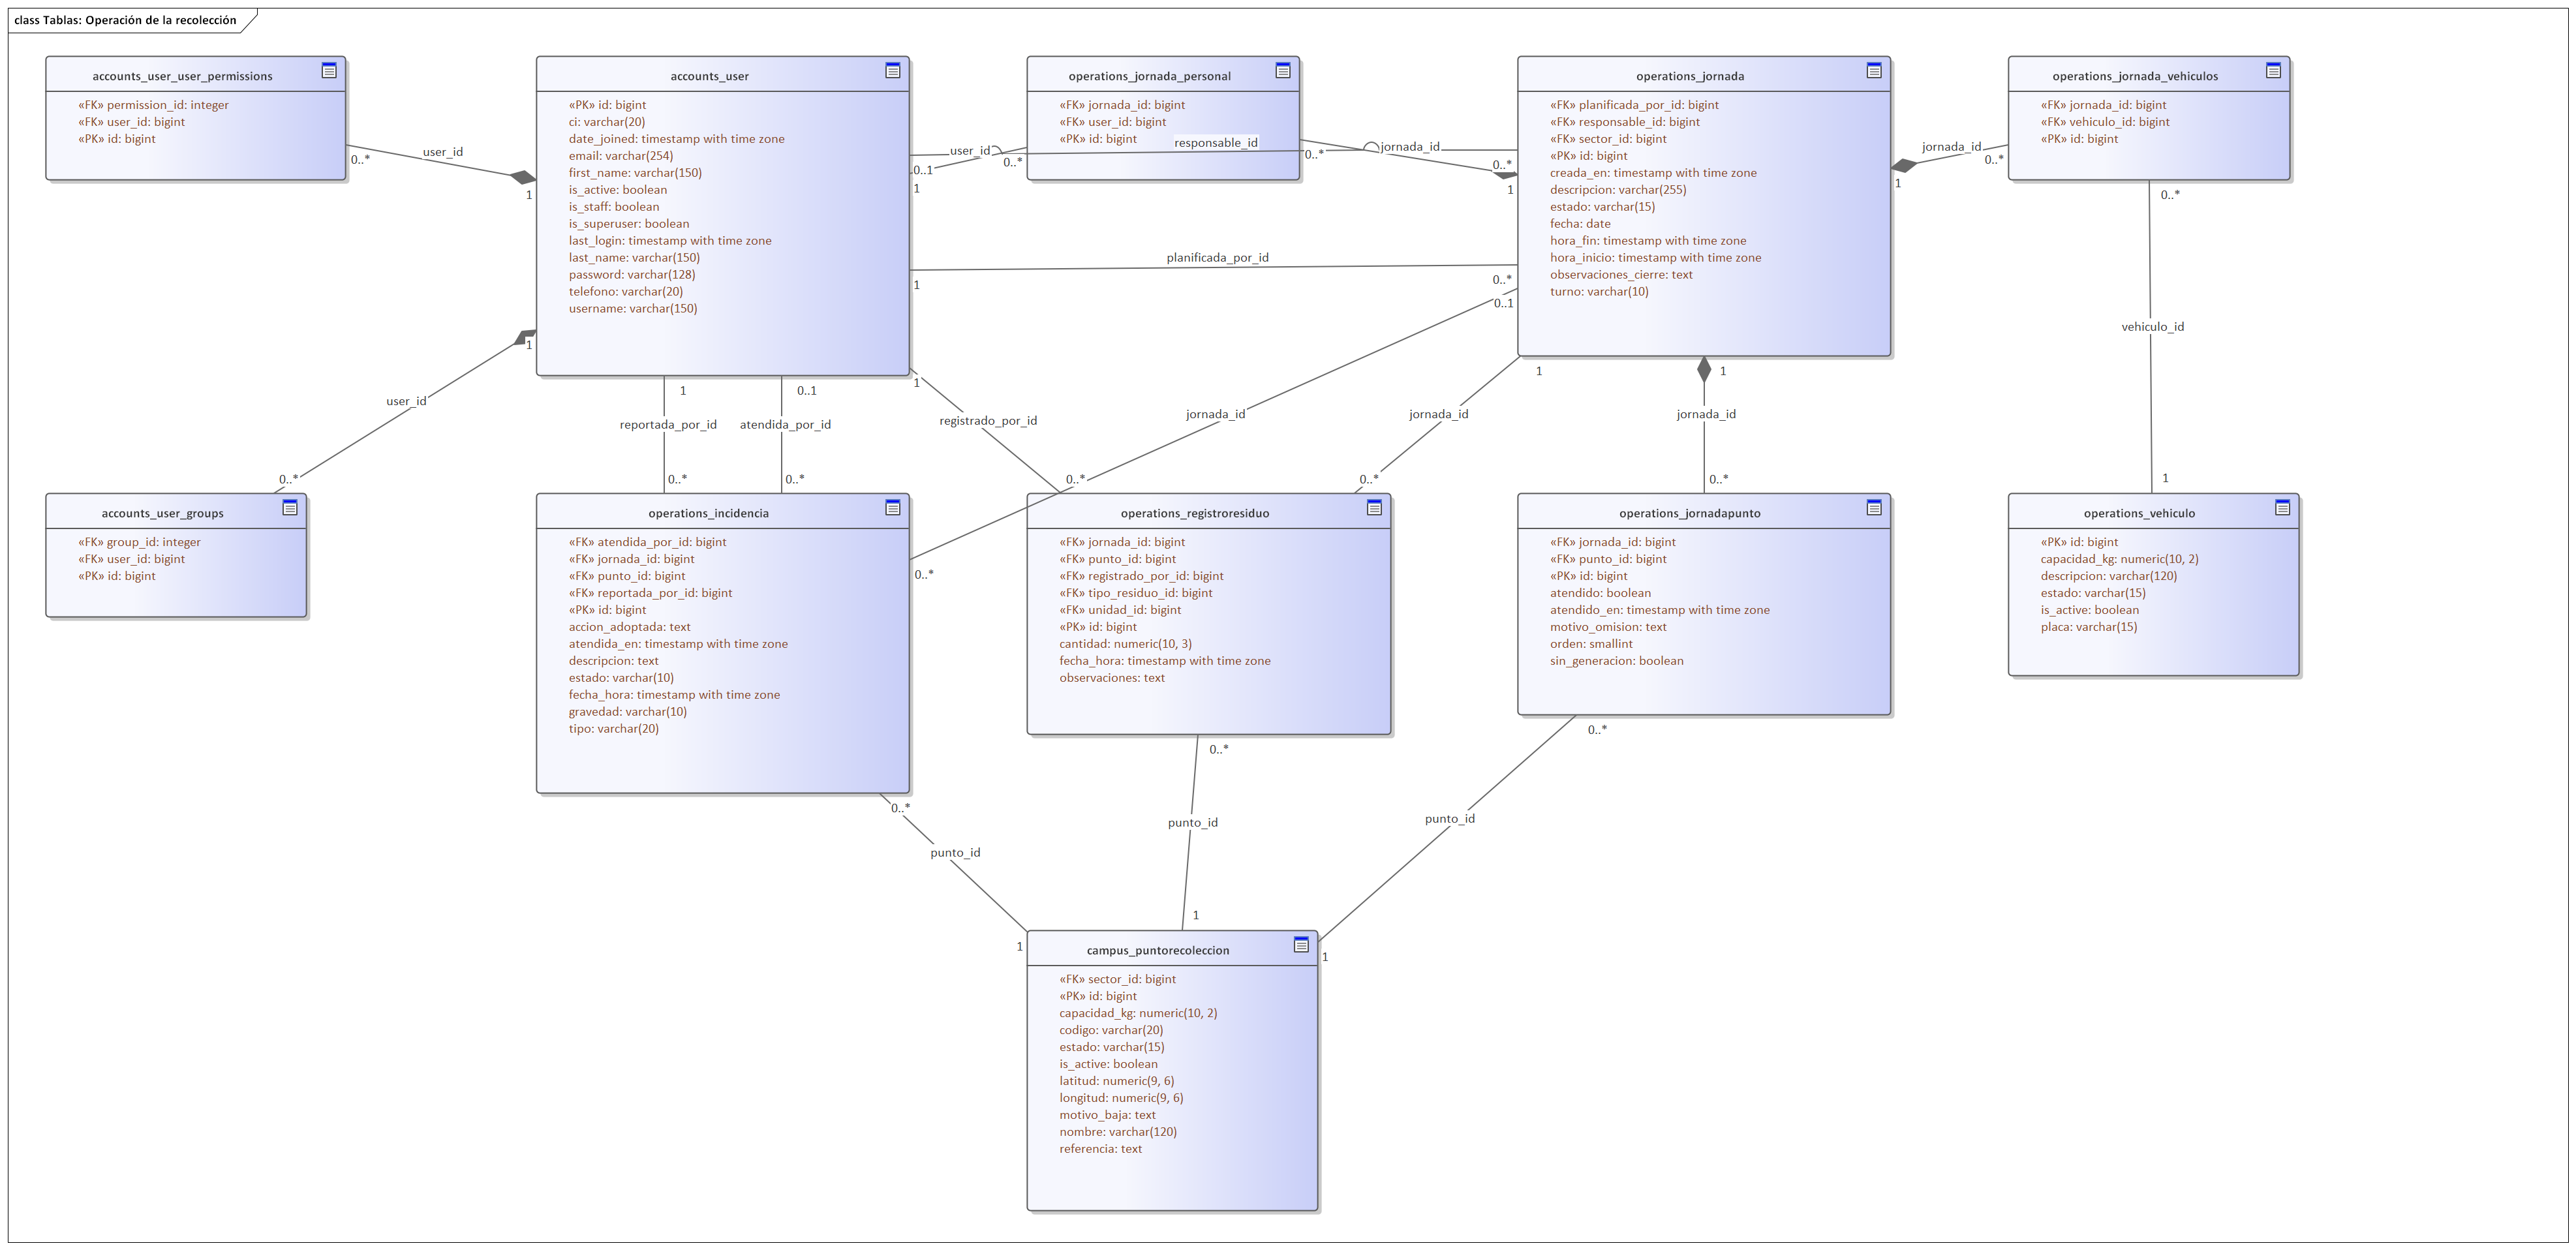 class Tablas: Operación de la recolección
accounts_user_user_permissions
«FK» permission_id: integer
«FK» user_id: bigint
«PK» id: bigint
accounts_user
«PK» id: bigint
ci: varchar(20)
date_joined: timestamp with time zone
email: varchar(254)
first_name: varchar(150)
is_active: boolean
is_staff: boolean
is_superuser: boolean
last_login: timestamp with time zone
last_name: varchar(150)
password: varchar(128)
telefono: varchar(20)
username: varchar(150)
operations_jornada_personal
«FK» jornada_id: bigint
«FK» user_id: bigint
«PK» id: bigint
operations_jornada
«FK» planificada_por_id: bigint
«FK» responsable_id: bigint
«FK» sector_id: bigint
«PK» id: bigint
creada_en: timestamp with time zone
descripcion: varchar(255)
estado: varchar(15)
fecha: date
hora_fin: timestamp with time zone
hora_inicio: timestamp with time zone
observaciones_cierre: text
turno: varchar(10)
operations_jornada_vehiculos
«FK» jornada_id: bigint
«FK» vehiculo_id: bigint
«PK» id: bigint
user_id
0..*
1
user_id
0..*
0..1
1
responsable_id
0..*
jornada_id
0..*
1
jornada_id
1
0..*
0..*
planificada_por_id
1
0..*
0..1
vehiculo_id
1
1
user_id
0..*
1
reportada_por_id
0..*
0..1
atendida_por_id
0..*
1
registrado_por_id
0..*
jornada_id
0..*
1
jornada_id
0..*
1
jornada_id
0..*
accounts_user_groups
«FK» group_id: integer
«FK» user_id: bigint
«PK» id: bigint
operations_incidencia
«FK» atendida_por_id: bigint
«FK» jornada_id: bigint
«FK» punto_id: bigint
«FK» reportada_por_id: bigint
«PK» id: bigint
accion_adoptada: text
atendida_en: timestamp with time zone
descripcion: text
estado: varchar(10)
fecha_hora: timestamp with time zone
gravedad: varchar(10)
tipo: varchar(20)
operations_registroresiduo
«FK» jornada_id: bigint
«FK» punto_id: bigint
«FK» registrado_por_id: bigint
«FK» tipo_residuo_id: bigint
«FK» unidad_id: bigint
«PK» id: bigint
cantidad: numeric(10, 3)
fecha_hora: timestamp with time zone
observaciones: text
operations_jornadapunto
«FK» jornada_id: bigint
«FK» punto_id: bigint
«PK» id: bigint
atendido: boolean
atendido_en: timestamp with time zone
motivo_omision: text
orden: smallint
sin_generacion: boolean
operations_vehiculo
«PK» id: bigint
capacidad_kg: numeric(10, 2)
descripcion: varchar(120)
estado: varchar(15)
is_active: boolean
placa: varchar(15)
0..*
punto_id
1
0..*
punto_id
1
0..*
punto_id
1
campus_puntorecoleccion
«FK» sector_id: bigint
«PK» id: bigint
capacidad_kg: numeric(10, 2)
codigo: varchar(20)
estado: varchar(15)
is_active: boolean
latitud: numeric(9, 6)
longitud: numeric(9, 6)
motivo_baja: text
nombre: varchar(120)
referencia: text